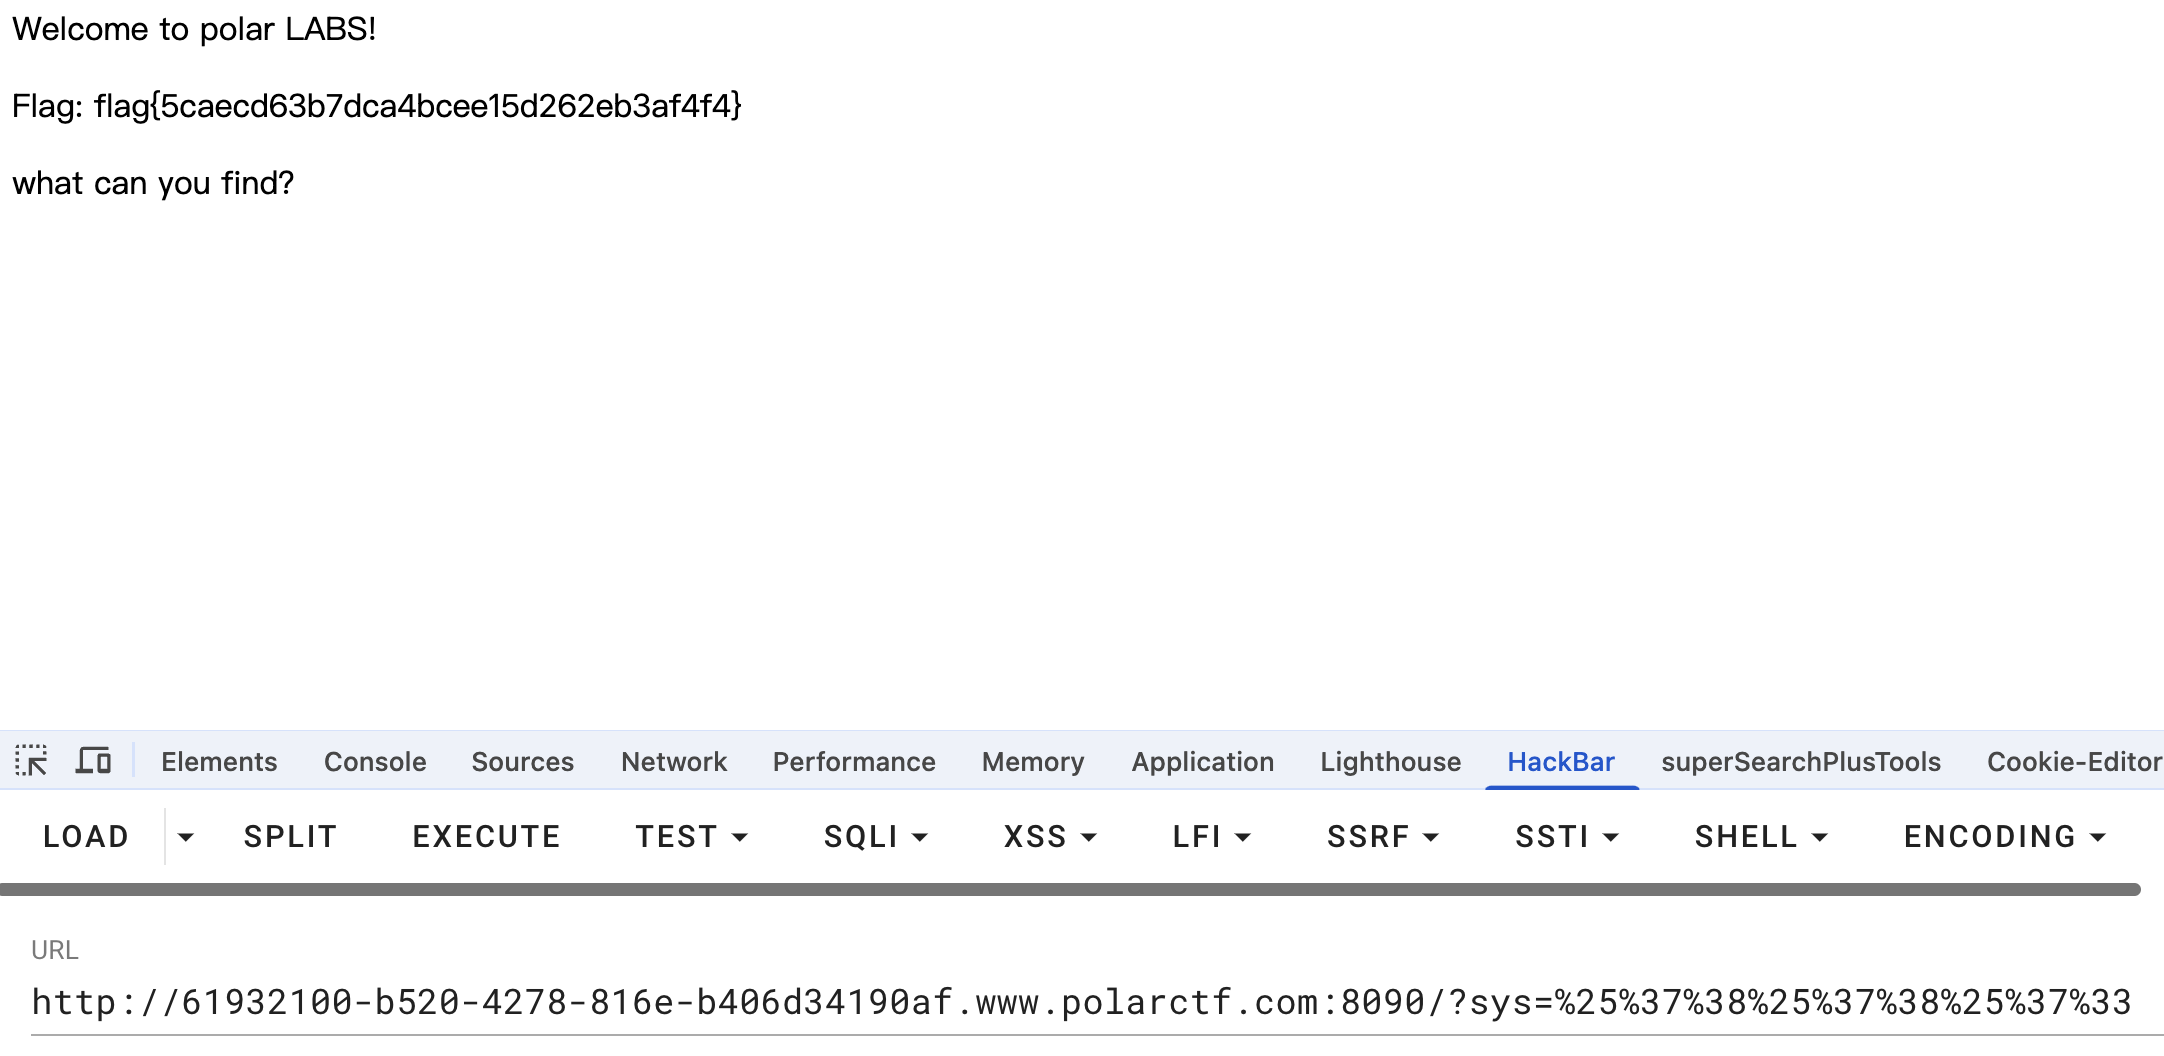 Welcome to polar LABS!
Flag: flag{5caecd63b7dca4bcee15d262eb3af4f4}
what can you find?
Elements Console Sources Network Performance Memory Application Lighthouse HackBar superSearchPlusTools Cookie-Editor
LOAD SPLIT EXECUTE TEST SQLI XSS LFI SSRF SSTI SHELL ENCODING
URL
http://61932100-b520-4278-816e-b406d34190af.www.polarctf.com:8090/?sys=%25%37%38%25%37%38%25%37%33